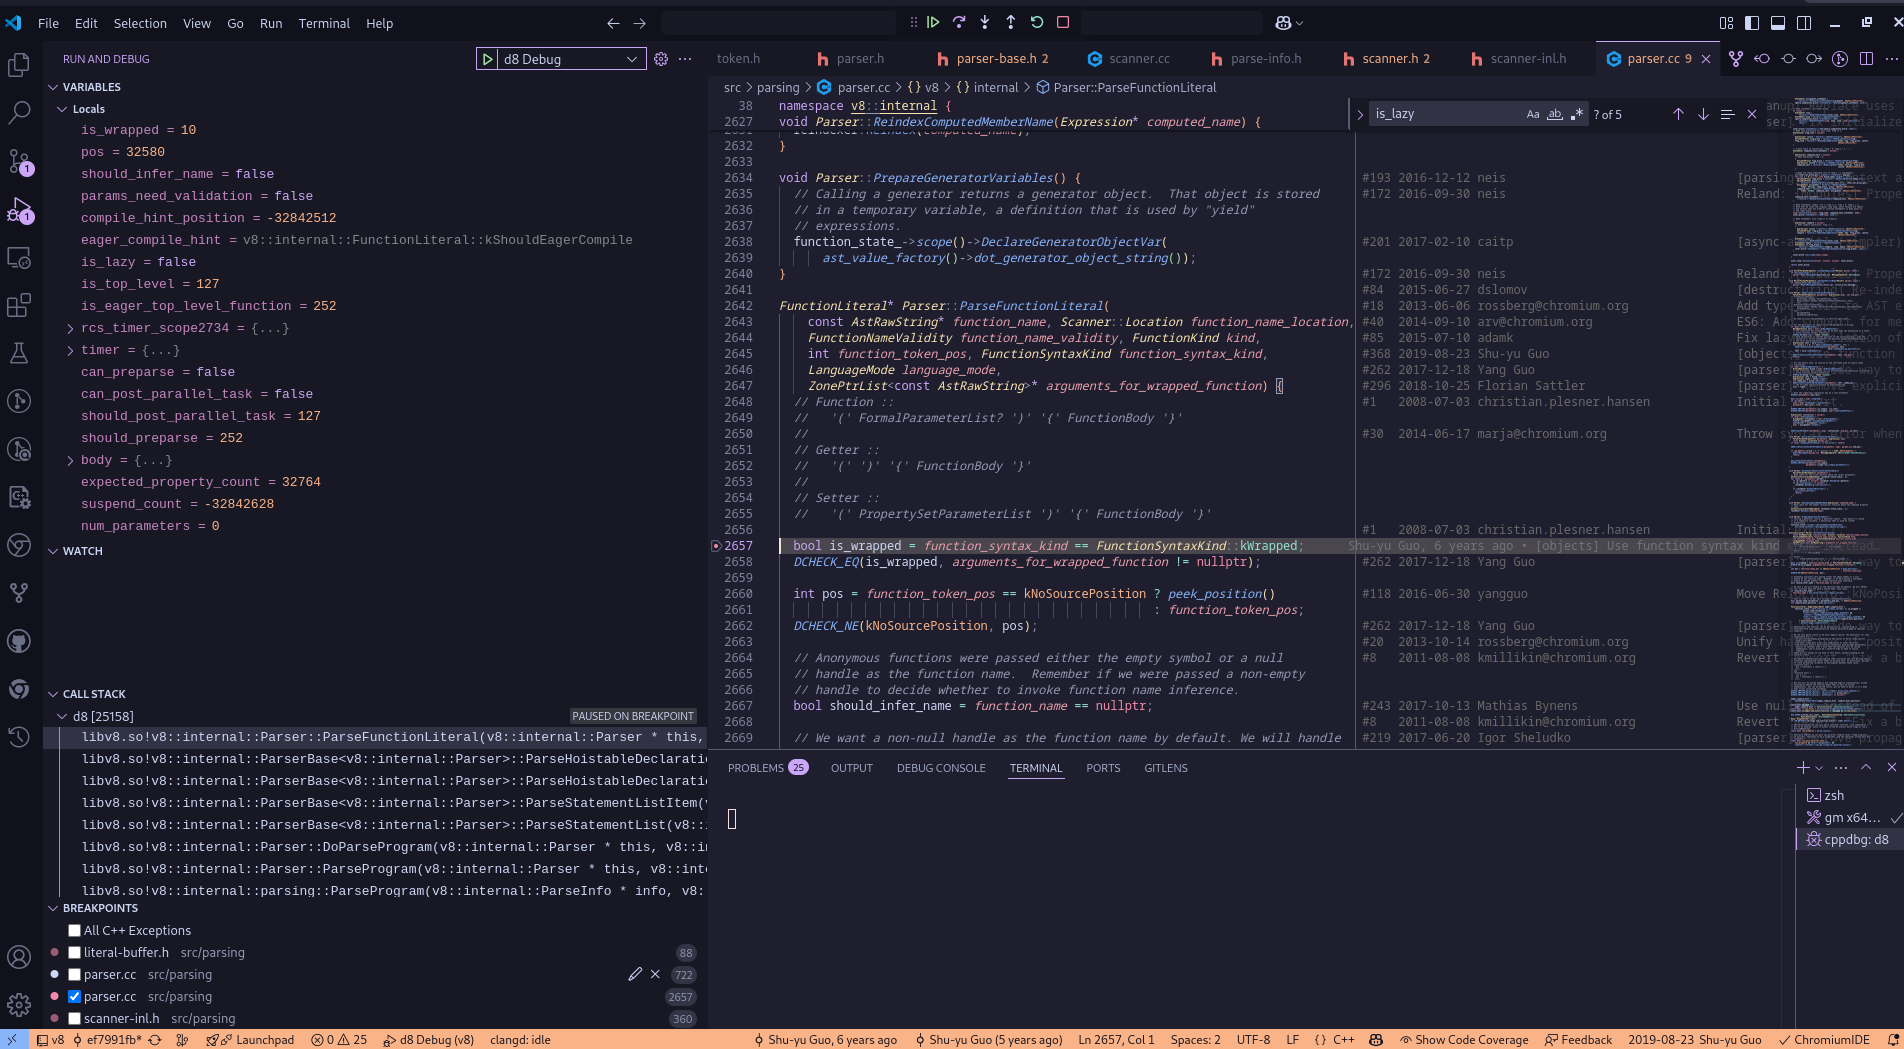 File Edit Selection View Go Run Terminal Help
RUN AND DEBUG
d8 Debug
VARIABLES
Locals
is_wrapped = 10
pos = 32580
should_infer_name = false
params_need_validation = false
compile_hint_position = -32842512
eager_compile_hint = v8::internal::FunctionLiteral::kShouldEagerCompile
is_lazy = false
is_top_level = 127
is_eager_top_level_function = 252
rcs_timer_scope2734 = {...}
timer = {...}
can_preparse = false
can_post_parallel_task = false
should_post_parallel_task = 127
should_preparse = 252
body = {...}
expected_property_count = 32764
suspend_count = -32842628
num_parameters = 0
WATCH
CALL STACK
d8 [25158] PAUSED ON BREAKPOINT
libv8.so!v8::internal::Parser::ParseFunctionLiteral(v8::internal::Parser * this,
libv8.so!v8::internal::ParserBase<v8::internal::Parser>::ParseHoistableDeclaratio
libv8.so!v8::internal::ParserBase<v8::internal::Parser>::ParseHoistableDeclaratio
libv8.so!v8::internal::ParserBase<v8::internal::Parser>::ParseStatementListItem(v
libv8.so!v8::internal::ParserBase<v8::internal::Parser>::ParseStatementList(v8::i
libv8.so!v8::internal::Parser::DoParseProgram(v8::internal::Parser * this, v8::in
libv8.so!v8::internal::Parser::ParseProgram(v8::internal::Parser * this, v8::inte
libv8.so!v8::internal::parsing::ParseProgram(v8::internal::ParseInfo * info, v8::
BREAKPOINTS
All C++ Exceptions
literal-buffer.h src/parsing 88
parser.cc src/parsing 722
parser.cc src/parsing 2657
scanner-inl.h src/parsing 360
token.h parser.h parser-base.h 2 scanner.cc parse-info.h scanner.h 2 scanner-inl.h parser.cc 9
src > parsing > parser.cc > {} v8 > {} internal > Parser::ParseFunctionLiteral
is_lazy Aa ab .* ? of 5
38 namespace v8::internal {
2627 void Parser::ReindexComputedMemberName(Expression* computed_name) {
2632 }
2633
2634 void Parser::PrepareGeneratorVariables() { #193 2016-12-12 neis
2635 // Calling a generator returns a generator object.  That object is stored #172 2016-09-30 neis
2636 // in a temporary variable, a definition that is used by "yield"
2637 // expressions.
2638 function_state_->scope()->DeclareGeneratorObjectVar( #201 2017-02-10 caitp
2639 ast_value_factory()->dot_generator_object_string());
2640 } #172 2016-09-30 neis
2641 #84 2015-06-27 dslomov
2642 FunctionLiteral* Parser::ParseFunctionLiteral( #18 2013-06-06 rossberg@chromium.org
2643 const AstRawString* function_name, Scanner::Location function_name_location, #40 2014-09-10 arv@chromium.org
2644 FunctionNameValidity function_name_validity, FunctionKind kind, #85 2015-07-10 adamk
2645 int function_token_pos, FunctionSyntaxKind function_syntax_kind, #368 2019-08-23 Shu-yu Guo
2646 LanguageMode language_mode, #262 2017-12-18 Yang Guo
2647 ZonePtrList<const AstRawString>* arguments_for_wrapped_function) { #296 2018-10-25 Florian Sattler
2648 // Function :: #1 2008-07-03 christian.plesner.hansen
2649 //   '(' FormalParameterList? ')' '{' FunctionBody '}'
2650 // #30 2014-06-17 marja@chromium.org
2651 // Getter ::
2652 //   '(' ')' '{' FunctionBody '}'
2653 //
2654 // Setter ::
2655 //   '(' PropertySetParameterList ')' '{' FunctionBody '}'
2656 #1 2008-07-03 christian.plesner.hansen
2657 bool is_wrapped = function_syntax_kind == FunctionSyntaxKind::kWrapped; Shu-yu Guo, 6 years ago • [objects] Use function syntax kind
2658 DCHECK_EQ(is_wrapped, arguments_for_wrapped_function != nullptr); #262 2017-12-18 Yang Guo
2659
2660 int pos = function_token_pos == kNoSourcePosition ? peek_position() #118 2016-06-30 yangguo
2661 : function_token_pos;
2662 DCHECK_NE(kNoSourcePosition, pos); #262 2017-12-18 Yang Guo
2663 #20 2013-10-14 rossberg@chromium.org
2664 // Anonymous functions were passed either the empty symbol or a null #8 2011-08-08 kmillikin@chromium.org
2665 // handle as the function name.  Remember if we were passed a non-empty
2666 // handle to decide whether to invoke function name inference.
2667 bool should_infer_name = function_name == nullptr; #243 2017-10-13 Mathias Bynens
2668 #8 2011-08-08 kmillikin@chromium.org
2669 // We want a non-null handle as the function name by default. We will handle #219 2017-06-20 Igor Sheludko
PROBLEMS 25 OUTPUT DEBUG CONSOLE TERMINAL PORTS GITLENS
zsh
gm x64...
cppdbg: d8
v8 ef7991fb* Launchpad 0 25 d8 Debug (v8) clangd: idle Shu-yu Guo, 6 years ago Shu-yu Guo (5 years ago) Ln 2657, Col 1 Spaces: 2 UTF-8 LF {} C++ Show Code Coverage Feedback 2019-08-23 Shu-yu Guo ChromiumIDE